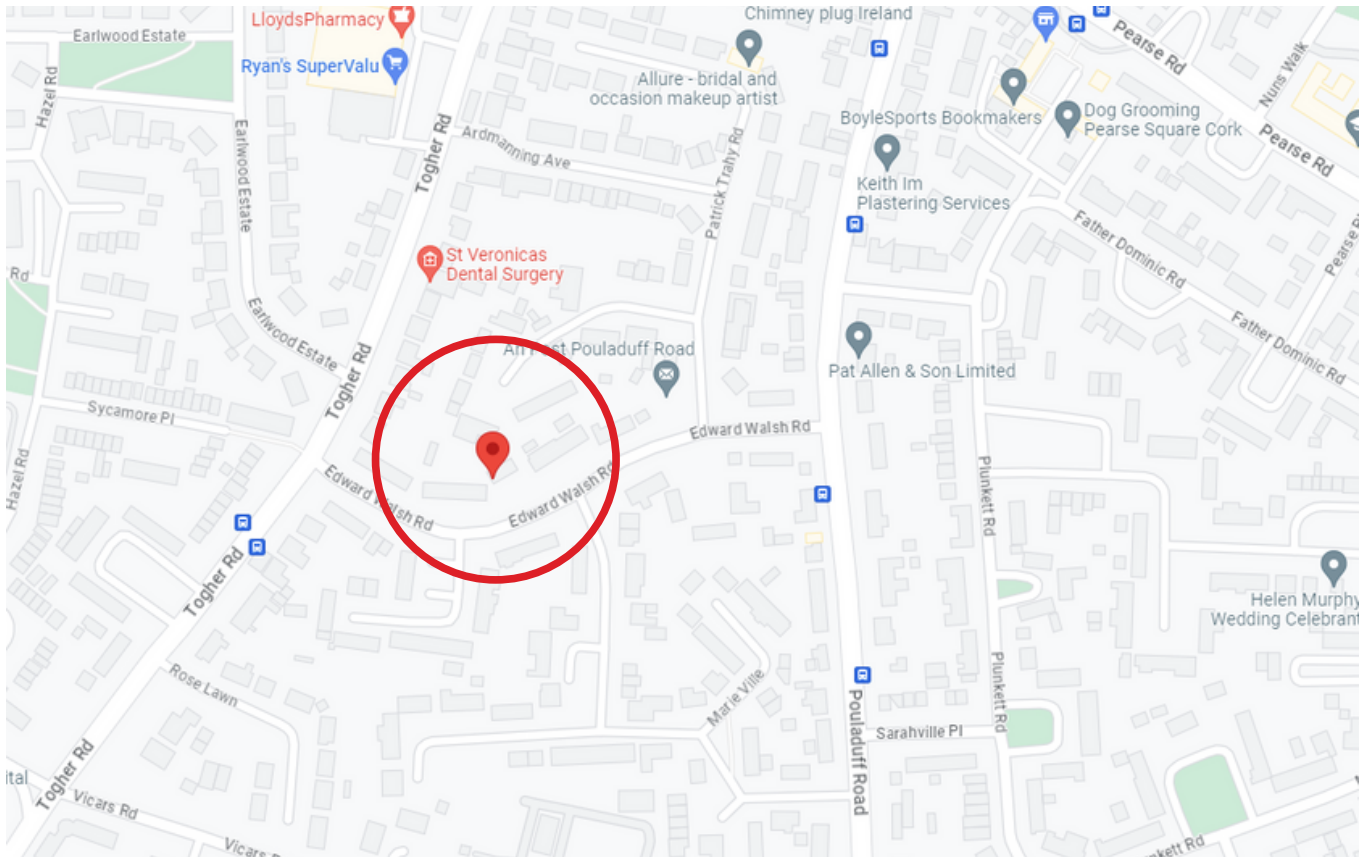 LloydsPharmacy
Chimney plug Ireland
Earlwood Estate
Pearse Rd
Ryan's SuperValu
Hazel Rd
Allure - bridal and
occasion makeup artist
Nuns Walk
BoyleSports Bookmakers
Dog Grooming
Pearse Square Cork
Togher Rd
Ardmanning Ave
Pearse Rd
Earlwood Estate
Patrick Trahy Rd
Keith Im
Plastering Services
Father Dominic Rd
Pearse P
St Veronicas
Dental Surgery
Rd
Earlwood Estate
Father Dominic Rd
An Post Pouladuff Road
Pat Allen & Son Limited
Togher Rd
Sycamore Pl
Edward Walsh Rd
Hazel Rd
Edward Walsh Rd
Edward Walsh Rd
Plunkett Rd
Togher Rd
Helen Murphy
Wedding Celebrant
Rose Lawn
Marie Ville
Plunkett Rd
Pouladuff Road
Sarahville Pl
Togher Rd
ital
Vicars Rd
Vicars
kett Rd